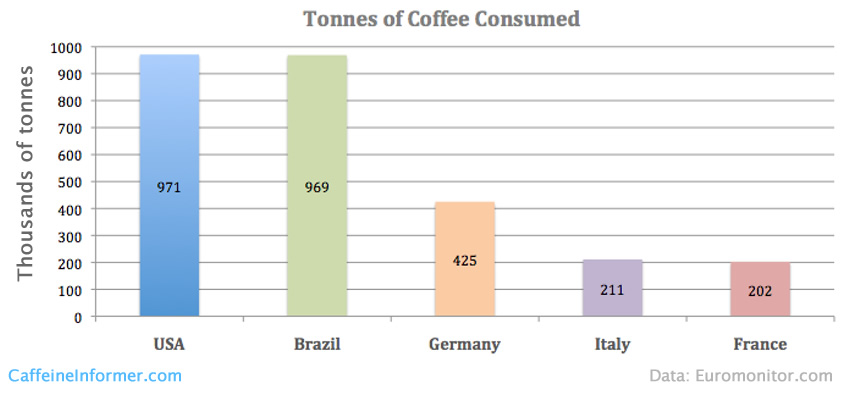 Tonnes of Coffee Consumed
Thousands of tonnes
1000
900
800
700
600
500
400
300
200
100
0
971
969
425
211
202
USA
Brazil
Germany
Italy
France
CaffeineInformer.com
Data: Euromonitor.com